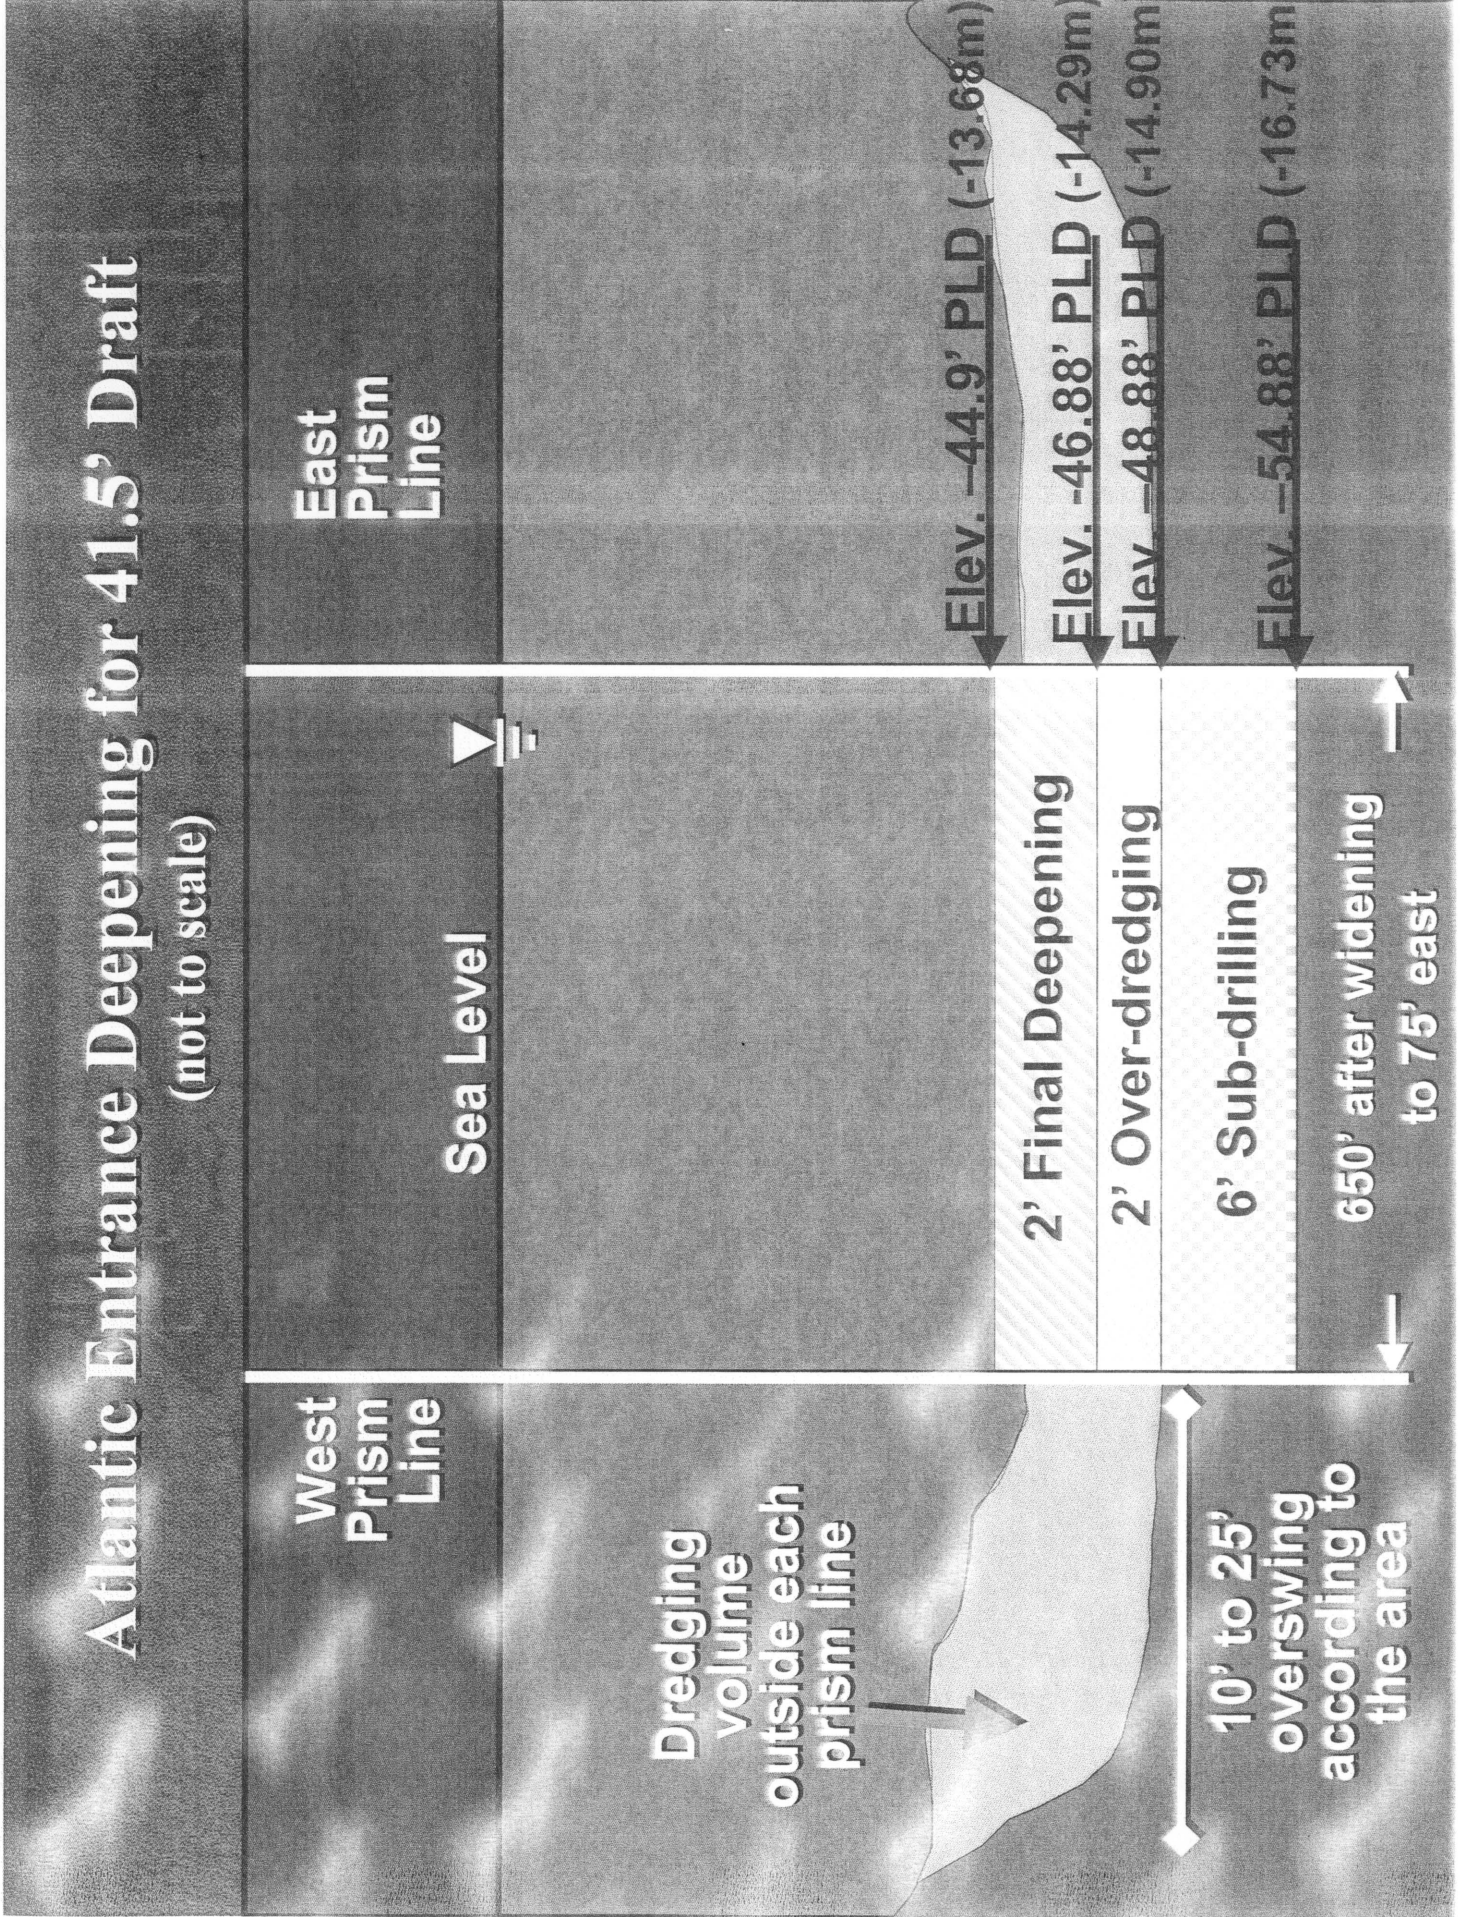 Atlantic Entrance Deepening for 41.5’ Draft
(not to scale)
West
Prism
Line
East
Prism
Line
Sea Level
Dredging
volume
outside each
prism line
Elev. –44.9’ PLD (-13.68m)
2’ Final Deepening
Elev. -46.88’ PLD (-14.29m)
2’ Over-dredging
Elev. –48.88’ PLD (-14.90m
6’ Sub-drilling
Elev. –54.88’ PLD (-16.73m
10’ to 25’
overswing
according to
the area
650’ after widening
to 75’ east